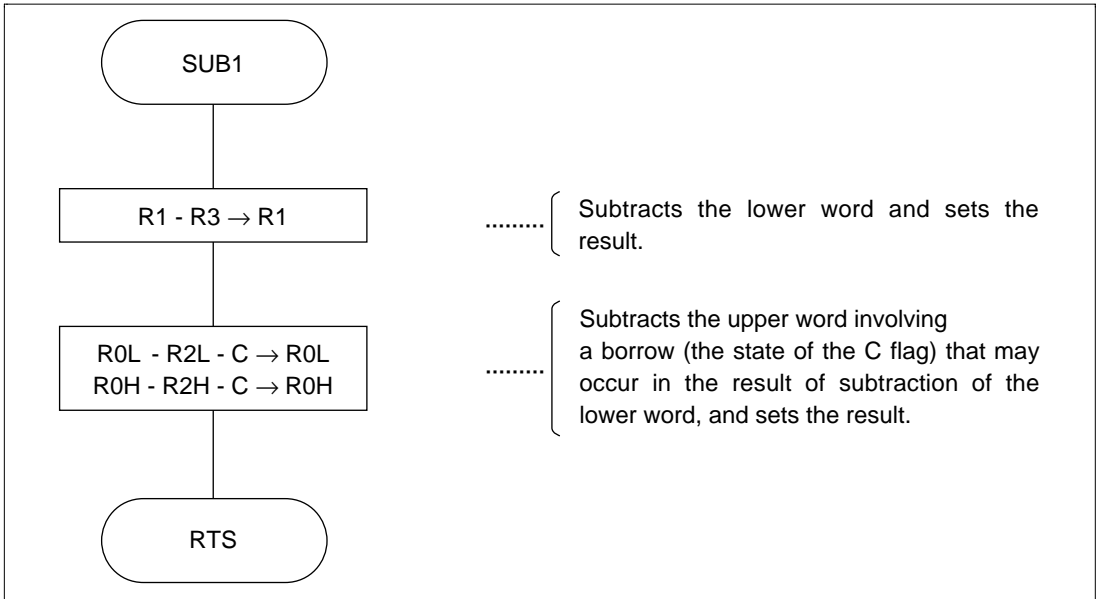 SUB1
R1 - R3 → R1
......... Subtracts the lower word and sets the
result.
R0L - R2L - C → R0L
R0H - R2H - C → R0H
......... Subtracts the upper word involving
a borrow (the state of the C flag) that may
occur in the result of subtraction of the
lower word, and sets the result.
RTS